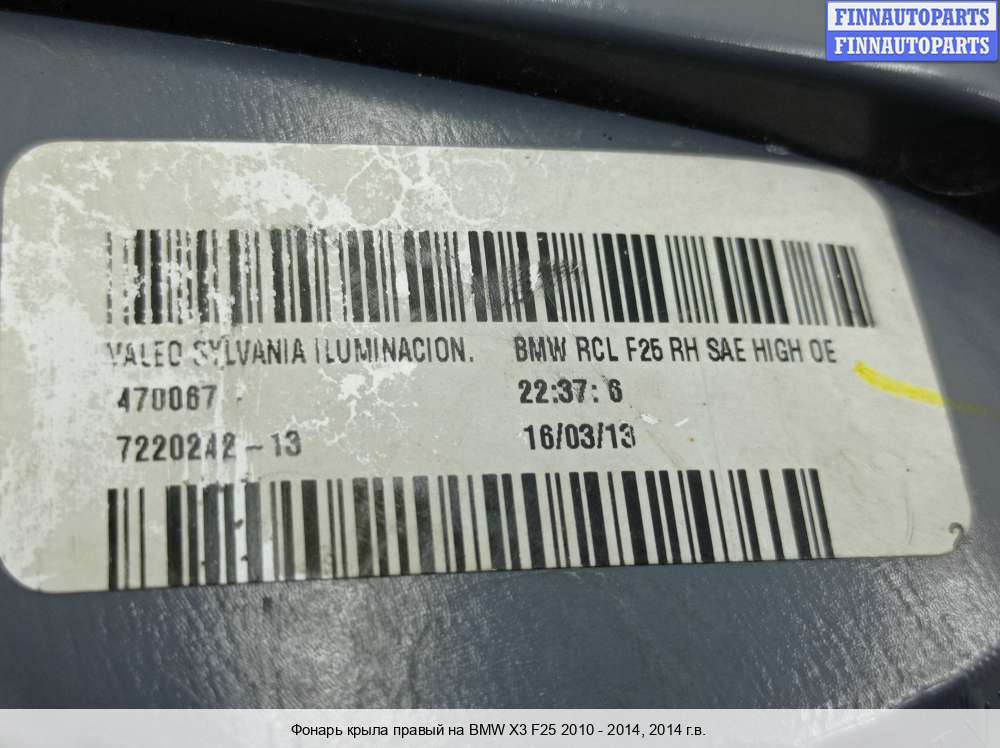 FINNAUTOPARTS
FINNAUTOPARTS
VALEO SYLVANIA ILUMINACION. BMW RCL F25 RH SAE HIGH OE
470067 22:37: 6
7220242-13 16/03/13
2
Фонарь крыла правый на BMW X3 F25 2010 - 2014, 2014 г.в.